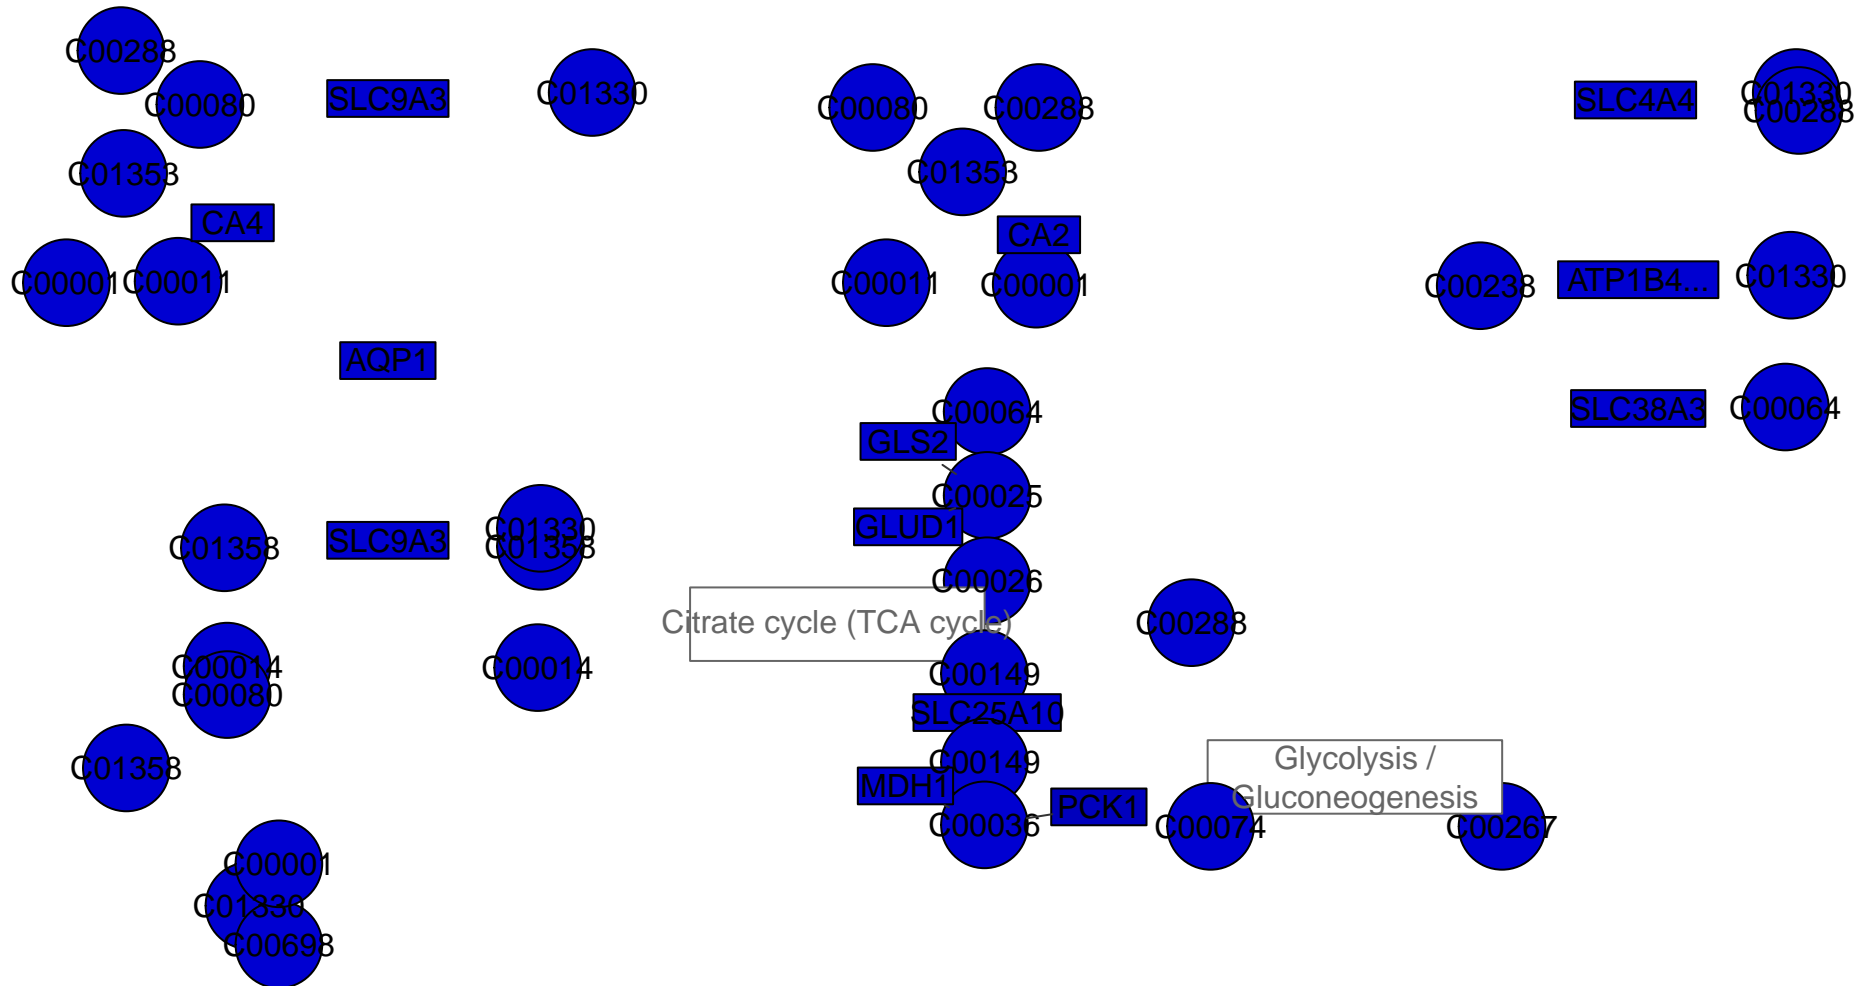 C00288
C00080
SLC9A3
C01330
C00080
C00288
SLC4A4
C01330
C00288
C01353
C01353
CA4
CA2
C00001
C00011
C00011
C00001
C00238
ATP1B4...
C01330
AQP1
C00064
SLC38A3
C00064
GLS2
C00025
GLUD1
C01358
SLC9A3
C01330
C01358
C00026
Citrate cycle (TCA cycle)
C00288
C00014
C00080
C00014
C00149
SLC25A10
C01358
C00149
Glycolysis /
Gluconeogenesis
MDH1
PCK1
C00036
C00074
C00267
C00001
C01330
C00698